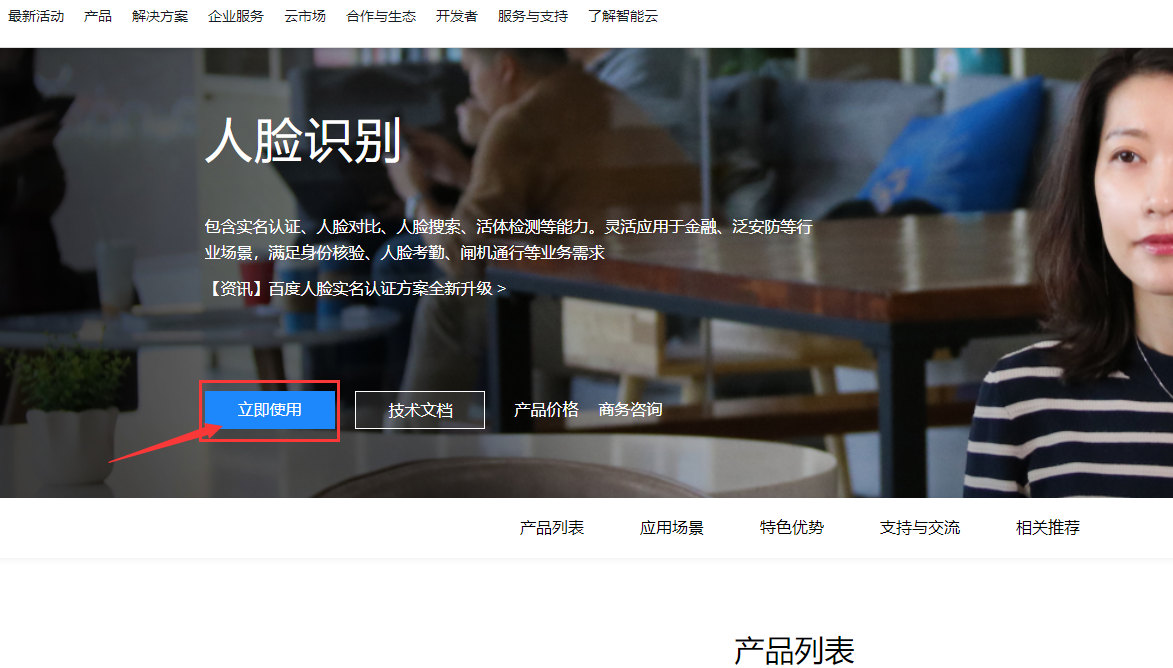 最新活动 产品 解决方案 企业服务 云市场 合作与生态 开发者 服务与支持 了解智能云
人脸识别
包含实名认证、人脸对比、人脸搜索、活体检测等能力。灵活应用于金融、泛安防等行
业场景，满足身份核验、人脸考勤、闸机通行等业务需求
【资讯】百度人脸实名认证方案全新升级 >
立即使用 技术文档 产品价格 商务咨询
产品列表 应用场景 特色优势 支持与交流 相关推荐
产品列表